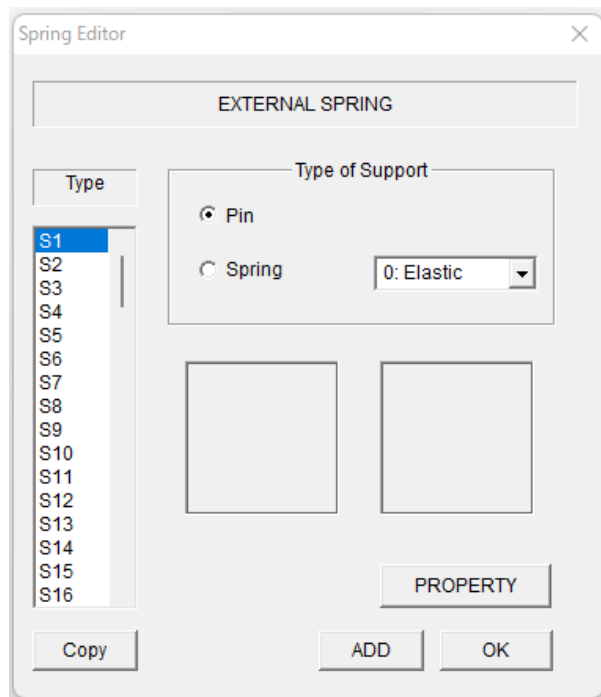 Spring Editor
EXTERNAL SPRING
Type
S1
S2
S3
S4
S5
S6
S7
S8
S9
S10
S11
S12
S13
S14
S15
S16
Type of Support
Pin
Spring
0: Elastic
PROPERTY
Copy
ADD
OK